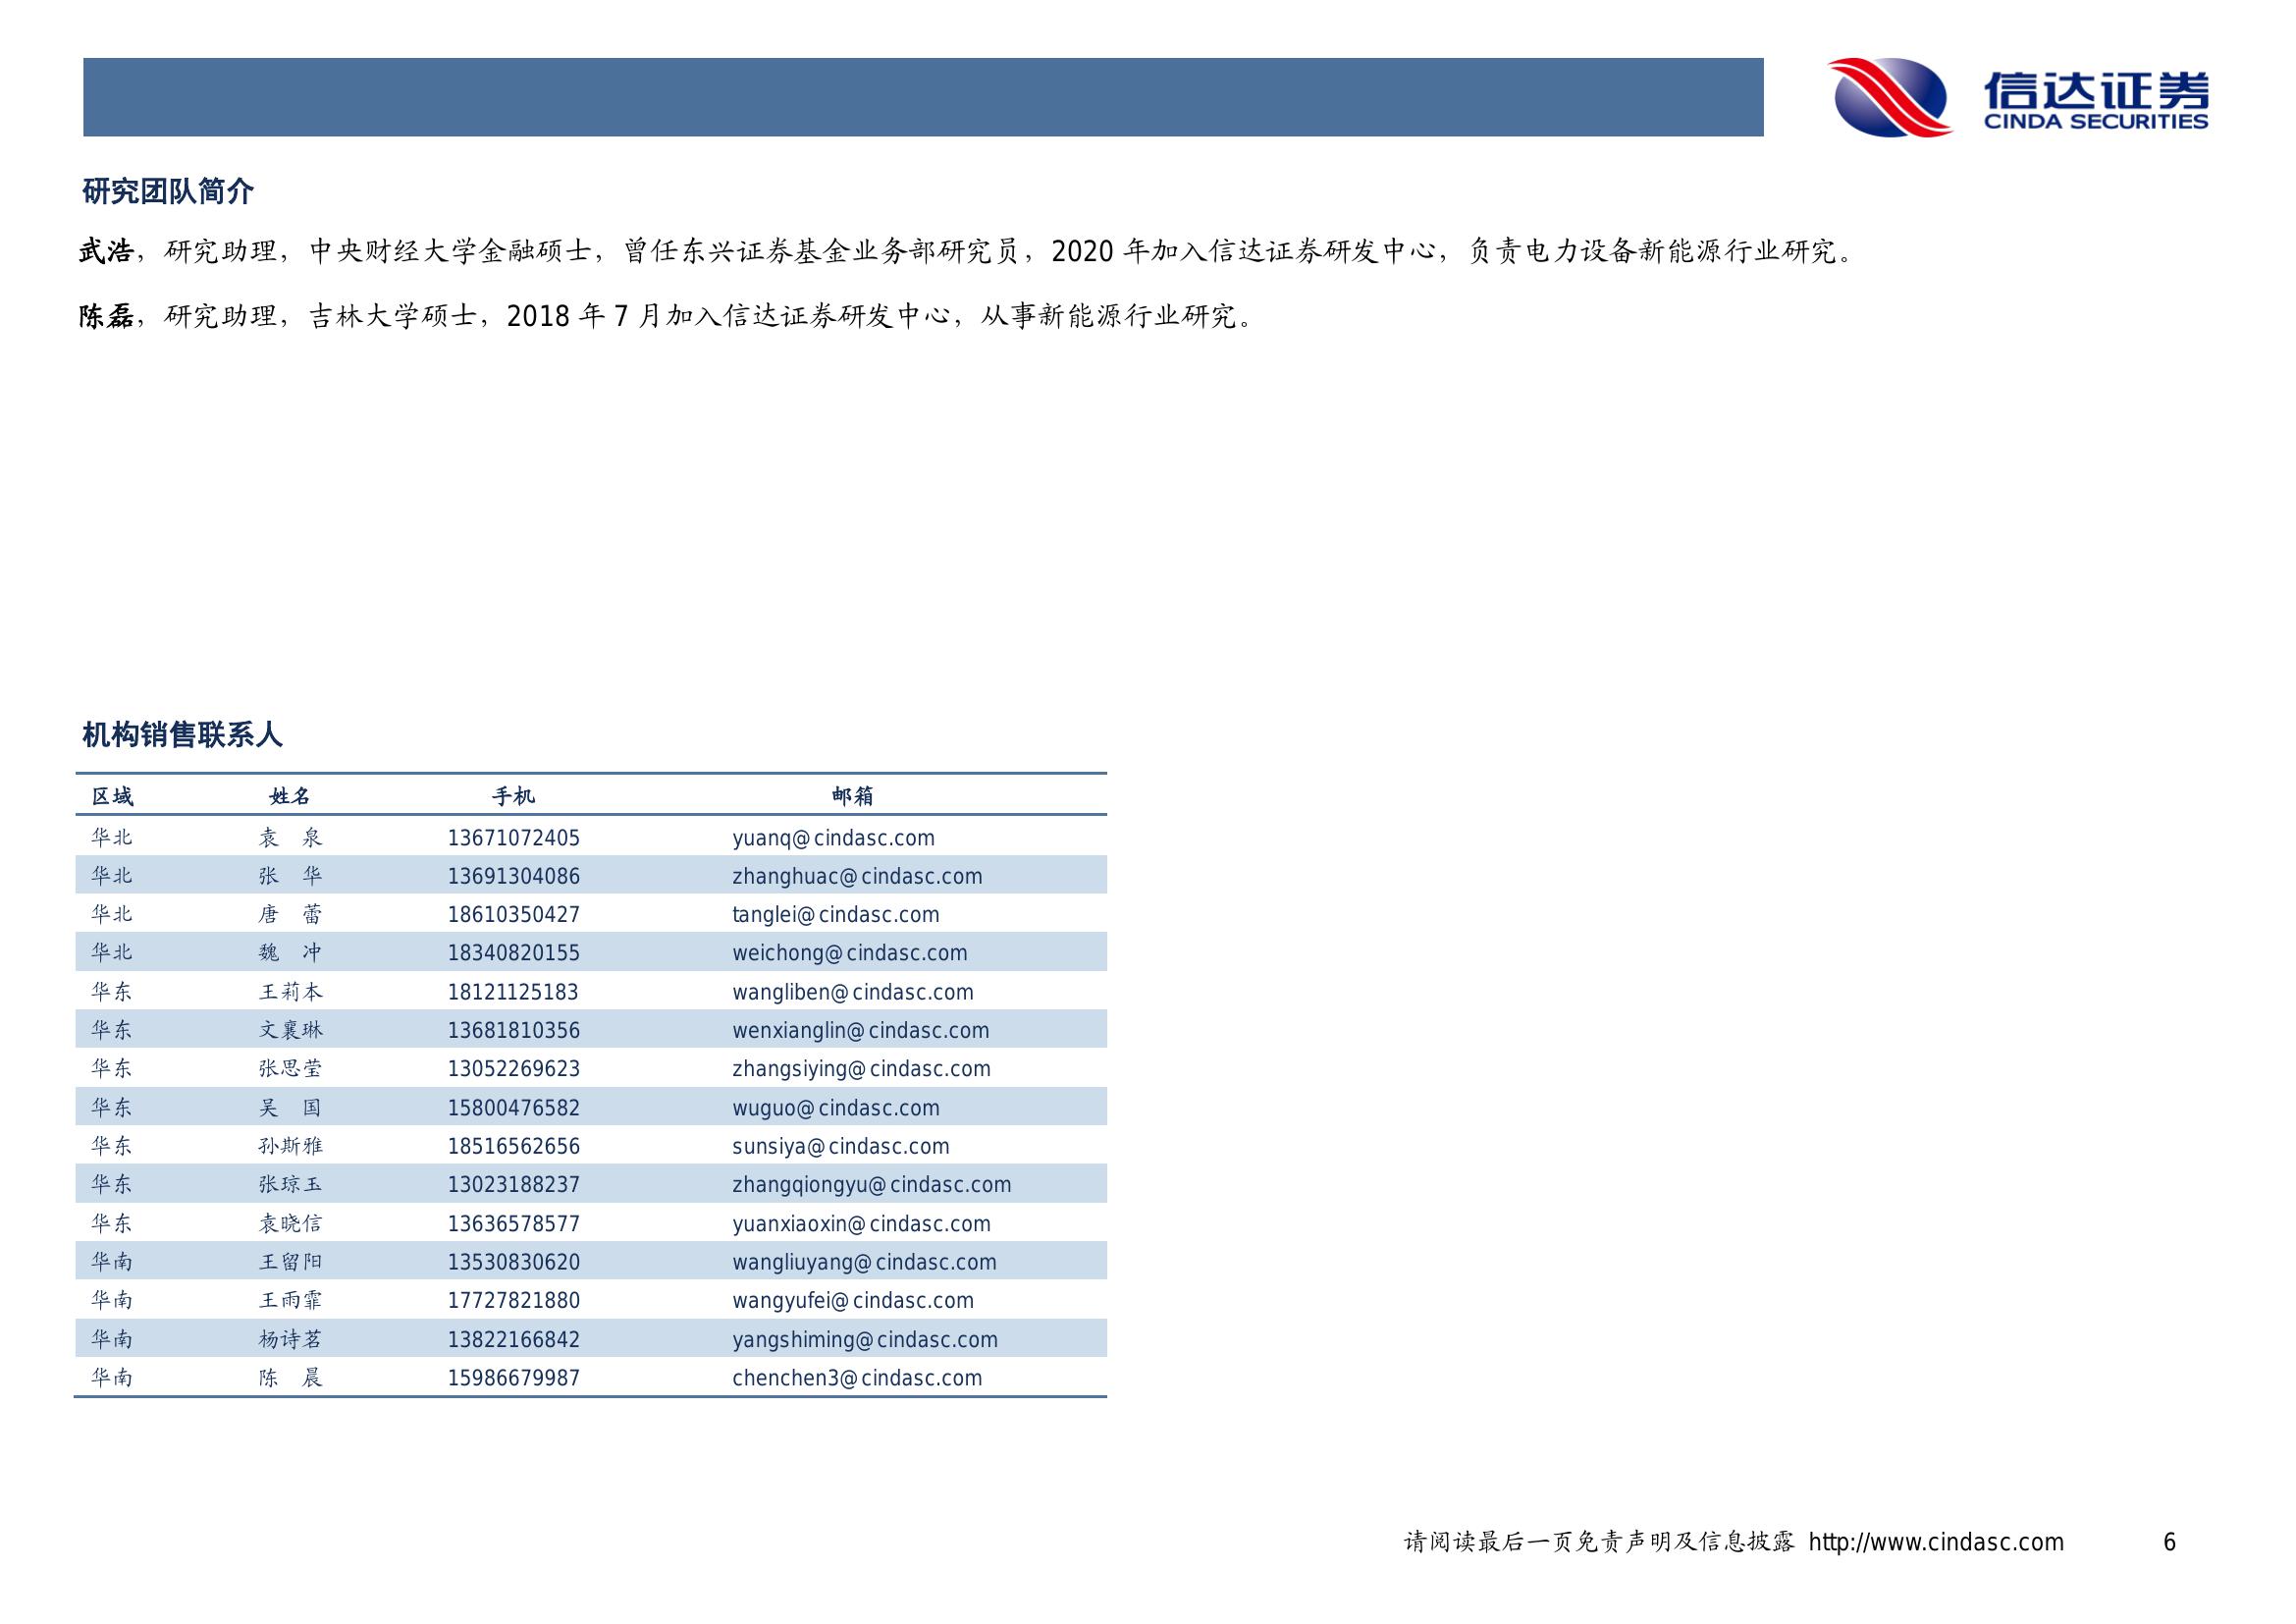 信达证券
CINDA SECURITIES
研究团队简介
武浩，研究助理，中央财经大学金融硕士，曾任东兴证券基金业务部研究员，2020 年加入信达证券研发中心，负责电力设备新能源行业研究。
陈磊，研究助理，吉林大学硕士，2018 年 7 月加入信达证券研发中心，从事新能源行业研究。
机构销售联系人
区域 姓名 手机 邮箱
华北 袁　泉 13671072405 yuanq@cindasc.com
华北 张　华 13691304086 zhanghuac@cindasc.com
华北 唐　蕾 18610350427 tanglei@cindasc.com
华北 魏　冲 18340820155 weichong@cindasc.com
华东 王莉本 18121125183 wangliben@cindasc.com
华东 文襄琳 13681810356 wenxianglin@cindasc.com
华东 张思莹 13052269623 zhangsiying@cindasc.com
华东 吴　国 15800476582 wuguo@cindasc.com
华东 孙斯雅 18516562656 sunsiya@cindasc.com
华东 张琼玉 13023188237 zhangqiongyu@cindasc.com
华东 袁晓信 13636578577 yuanxiaoxin@cindasc.com
华南 王留阳 13530830620 wangliuyang@cindasc.com
华南 王雨霏 17727821880 wangyufei@cindasc.com
华南 杨诗茗 13822166842 yangshiming@cindasc.com
华南 陈　晨 15986679987 chenchen3@cindasc.com
请阅读最后一页免责声明及信息披露 http://www.cindasc.com 6